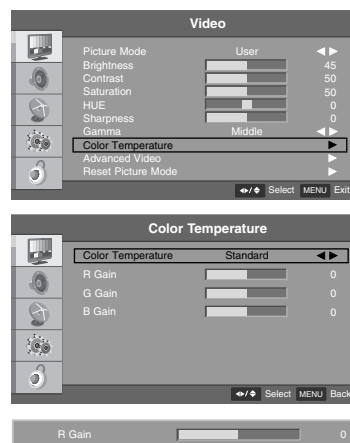 Video
Picture Mode User
Brightness 45
Contrast 50
Saturation 50
HUE 0
Sharpness 0
Gamma Middle
Color Temperature
Advanced Video
Reset Picture Mode
Select MENU Exit
Color Temperature
Color Temperature Standard
R Gain 0
G Gain 0
B Gain 0
Select MENU Back
R Gain 0